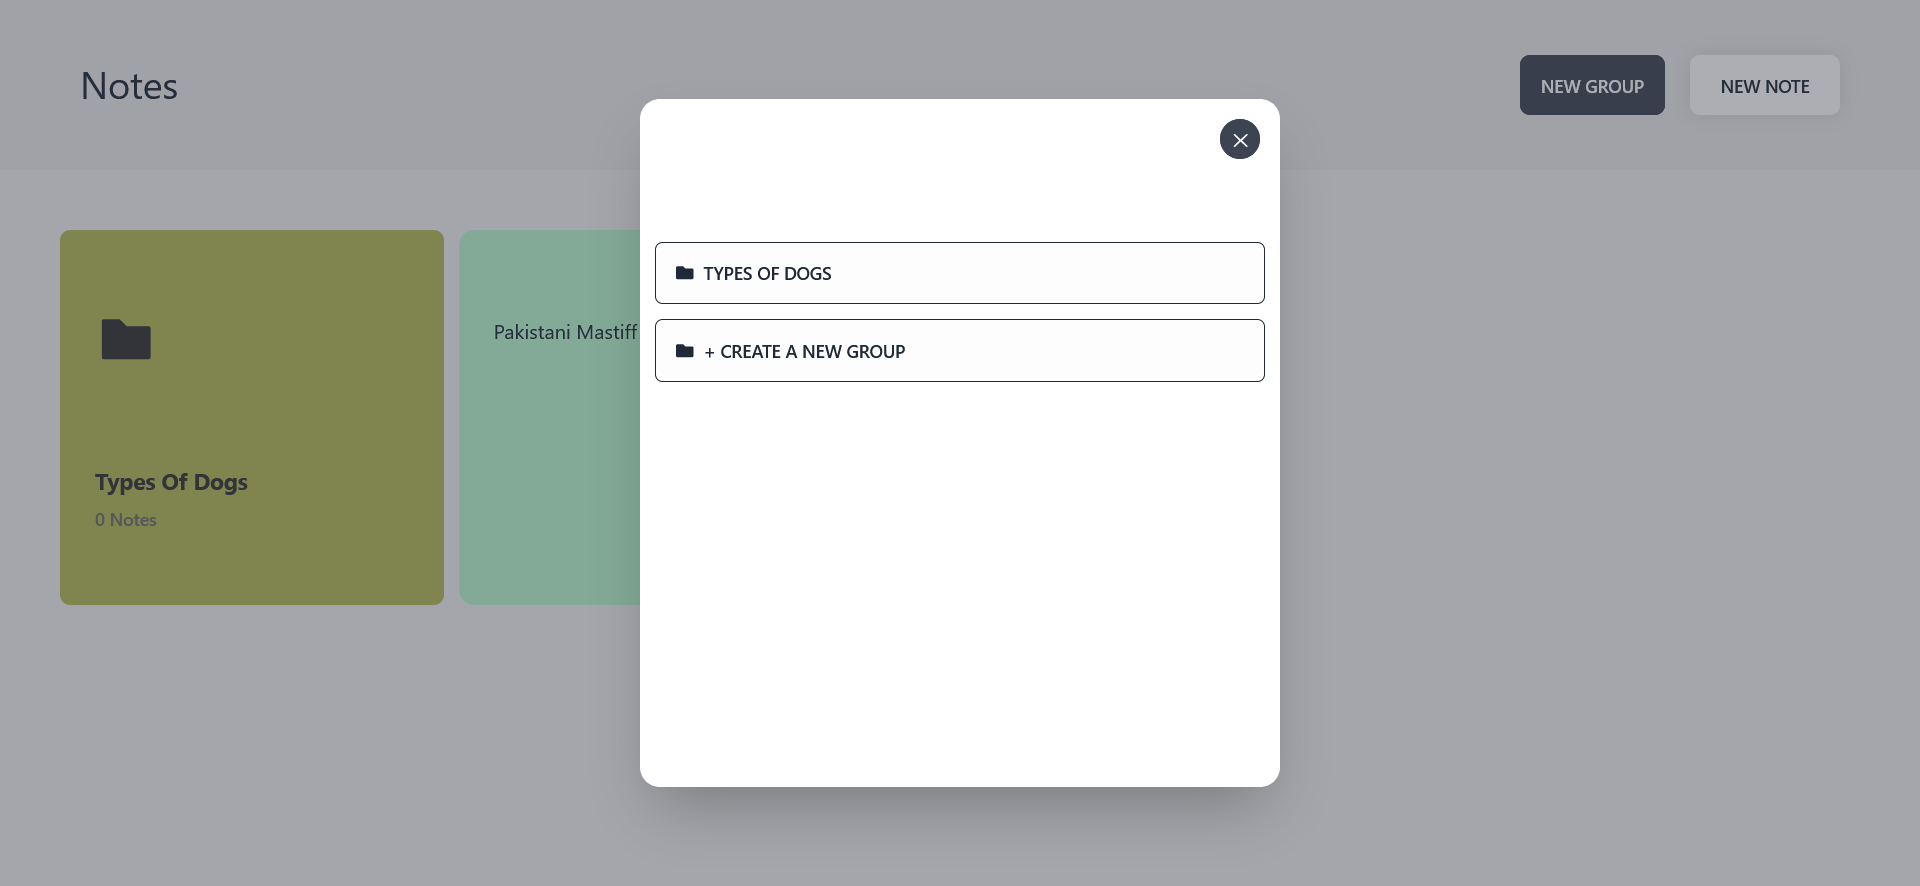 Notes
NEW GROUP
NEW NOTE
TYPES OF DOGS
+ CREATE A NEW GROUP
Pakistani Mastiff
Types Of Dogs
0 Notes